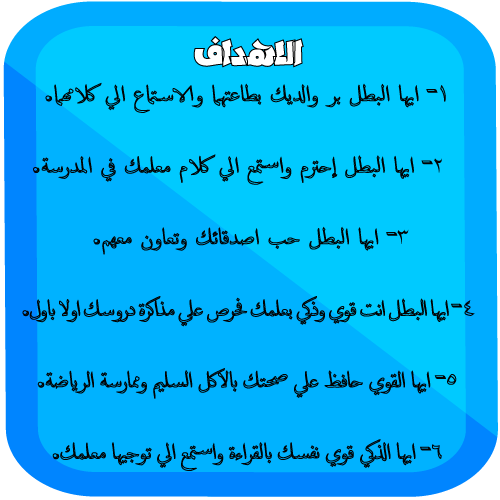 الاهداف
١- ايها البطل بر والديك بطاعتهما والاستماع الي كلامهما.
٢- ايها البطل إحترم واستمع الي كلام معلمك في المدرسة.
٣- ايها البطل حب اصدقائك وتعاون معهم.
٤- ايها البطل انت قوي وذكي بعلمك فحرص علي مذاكرة دروسك اولا باول.
٥- ايها القوي حافظ علي صحتك بالآكل السليم وممارسة الرياضة.
٦- ايها الذكي قوي نفسك بالقراءة واستمع الي توجيها معلمك.